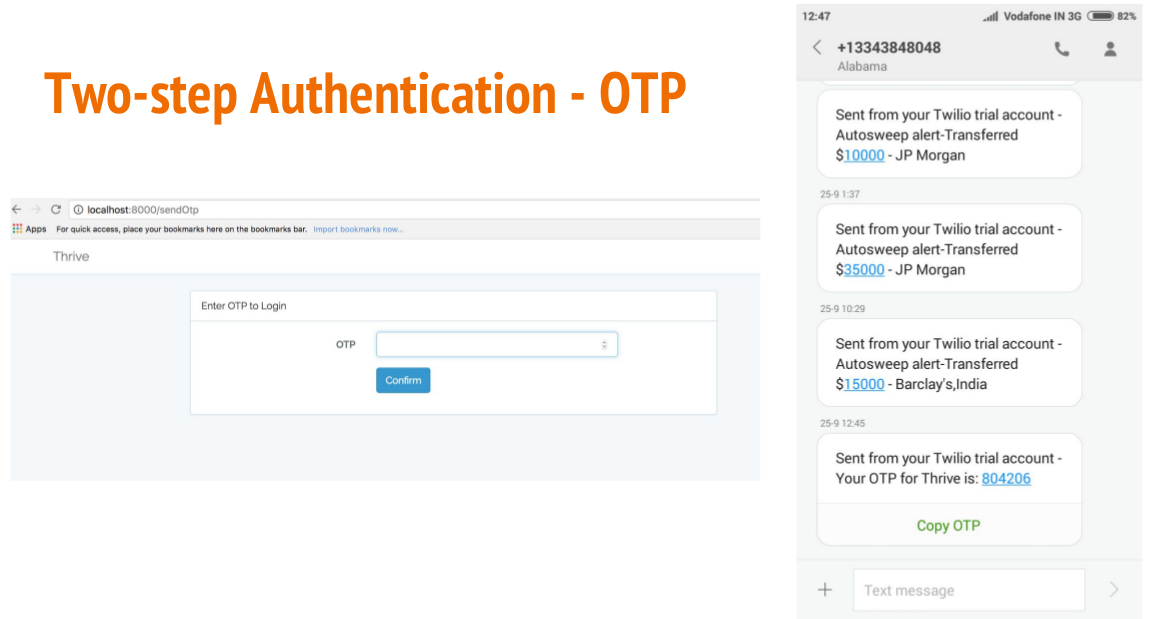 Two-step Authentication - OTP
localhost:8000/sendOtp
Apps For quick access, place your bookmarks here on the bookmarks bar. Import bookmarks now...
Thrive
Enter OTP to Login
OTP
Confirm
12:47 Vodafone IN 3G 82%
+13343848048
Alabama
Sent from your Twilio trial account -
Autosweep alert-Transferred
$10000 - JP Morgan
25-9 1:37
Sent from your Twilio trial account -
Autosweep alert-Transferred
$35000 - JP Morgan
25-9 10:29
Sent from your Twilio trial account -
Autosweep alert-Transferred
$15000 - Barclay's,India
25-9 12:45
Sent from your Twilio trial account -
Your OTP for Thrive is: 804206
Copy OTP
Text message